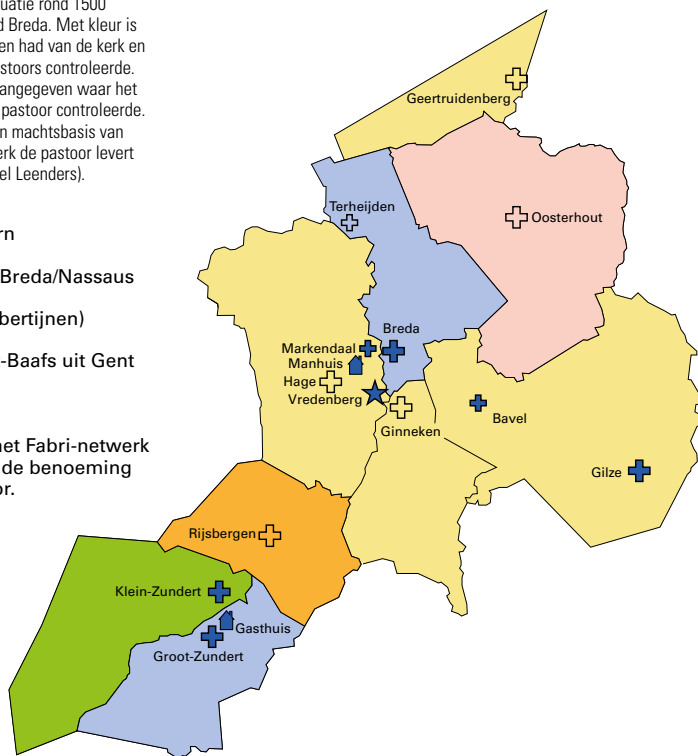 uatie rond 1500
d Breda. Met kleur is
en had van de kerk en
stoors controleerde.
angegeven waar het
pastoor controleerde.
n machtsbasis van
erk de pastoor levert
el Leenders).
rn
Breda/Nassaus
bertijnen)
-Baafs uit Gent
net Fabri-netwerk
de benoeming
or.
Geertruidenberg
Terheijden
Oosterhout
Breda
Markendaal
Manhuis
Hage
Vredenberg
Ginneken
Bavel
Gilze
Rijsbergen
Klein-Zundert
Gasthuis
Groot-Zundert